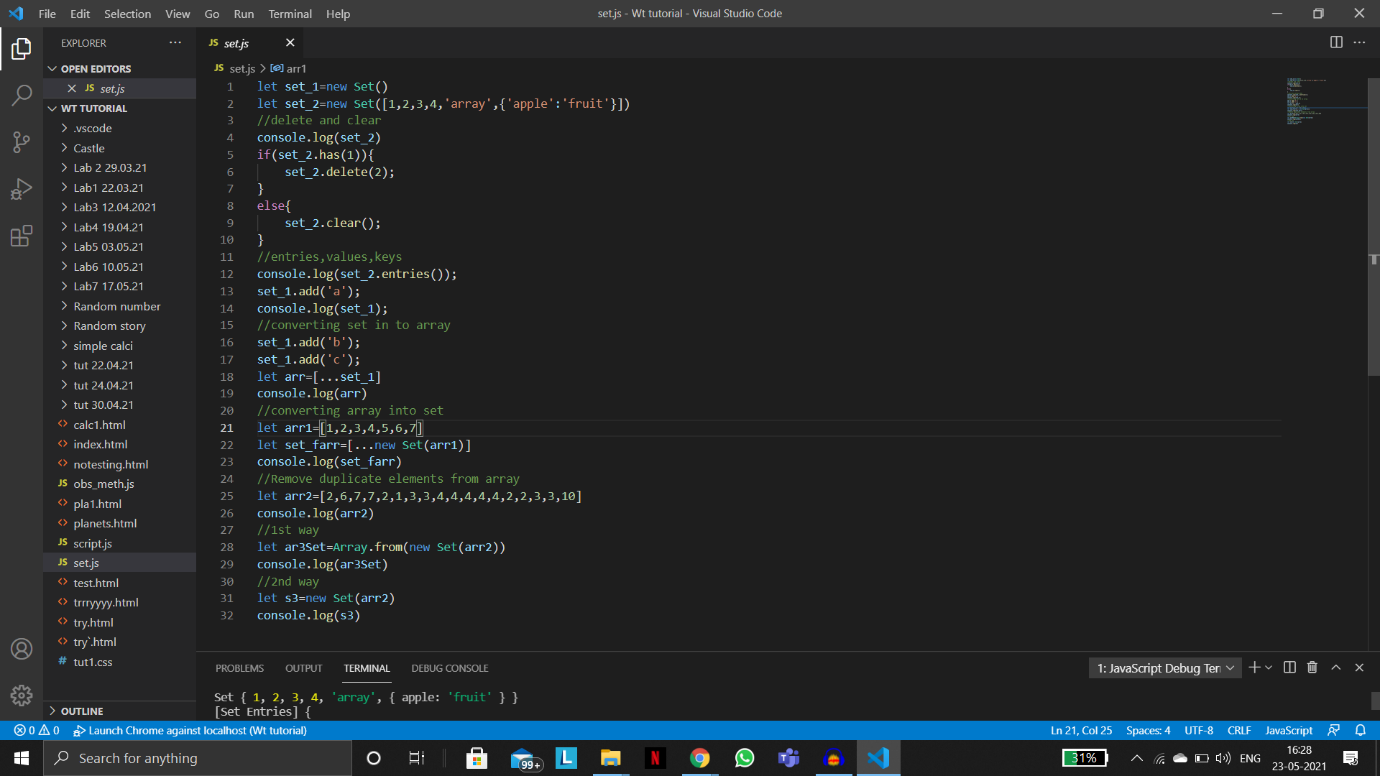 File Edit Selection View Go Run Terminal Help
set.js - Wt tutorial - Visual Studio Code
EXPLORER
OPEN EDITORS
JS set.js
WT TUTORIAL
.vscode
Castle
Lab 2 29.03.21
Lab1 22.03.21
Lab3 12.04.2021
Lab4 19.04.21
Lab5 03.05.21
Lab6 10.05.21
Lab7 17.05.21
Random number
Random story
simple calci
tut 22.04.21
tut 24.04.21
tut 30.04.21
calc1.html
index.html
notesting.html
JS obs_meth.js
pla1.html
planets.html
JS script.js
JS set.js
test.html
trrryyyy.html
try.html
try`.html
# tut1.css
OUTLINE
JS set.js
JS set.js > arr1
1 let set_1=new Set()
2 let set_2=new Set([1,2,3,4,'array',{'apple':'fruit'}])
3 //delete and clear
4 console.log(set_2)
5 if(set_2.has(1)){
6 set_2.delete(2);
7 }
8 else{
9 set_2.clear();
10 }
11 //entries,values,keys
12 console.log(set_2.entries());
13 set_1.add('a');
14 console.log(set_1);
15 //converting set in to array
16 set_1.add('b');
17 set_1.add('c');
18 let arr=[...set_1]
19 console.log(arr)
20 //converting array into set
21 let arr1=[1,2,3,4,5,6,7]
22 let set_farr=[...new Set(arr1)]
23 console.log(set_farr)
24 //Remove duplicate elements from array
25 let arr2=[2,6,7,7,2,1,3,3,4,4,4,4,4,2,2,3,3,10]
26 console.log(arr2)
27 //1st way
28 let ar3Set=Array.from(new Set(arr2))
29 console.log(ar3Set)
30 //2nd way
31 let s3=new Set(arr2)
32 console.log(s3)
PROBLEMS OUTPUT TERMINAL DEBUG CONSOLE
1: JavaScript Debug Ter
Set { 1, 2, 3, 4, 'array', { apple: 'fruit' } }
[Set Entries] {
0 0 Launch Chrome against localhost (Wt tutorial)
Ln 21, Col 25 Spaces: 4 UTF-8 CRLF JavaScript
Search for anything
99+
L
N
31%
ENG
16:28
23-05-2021